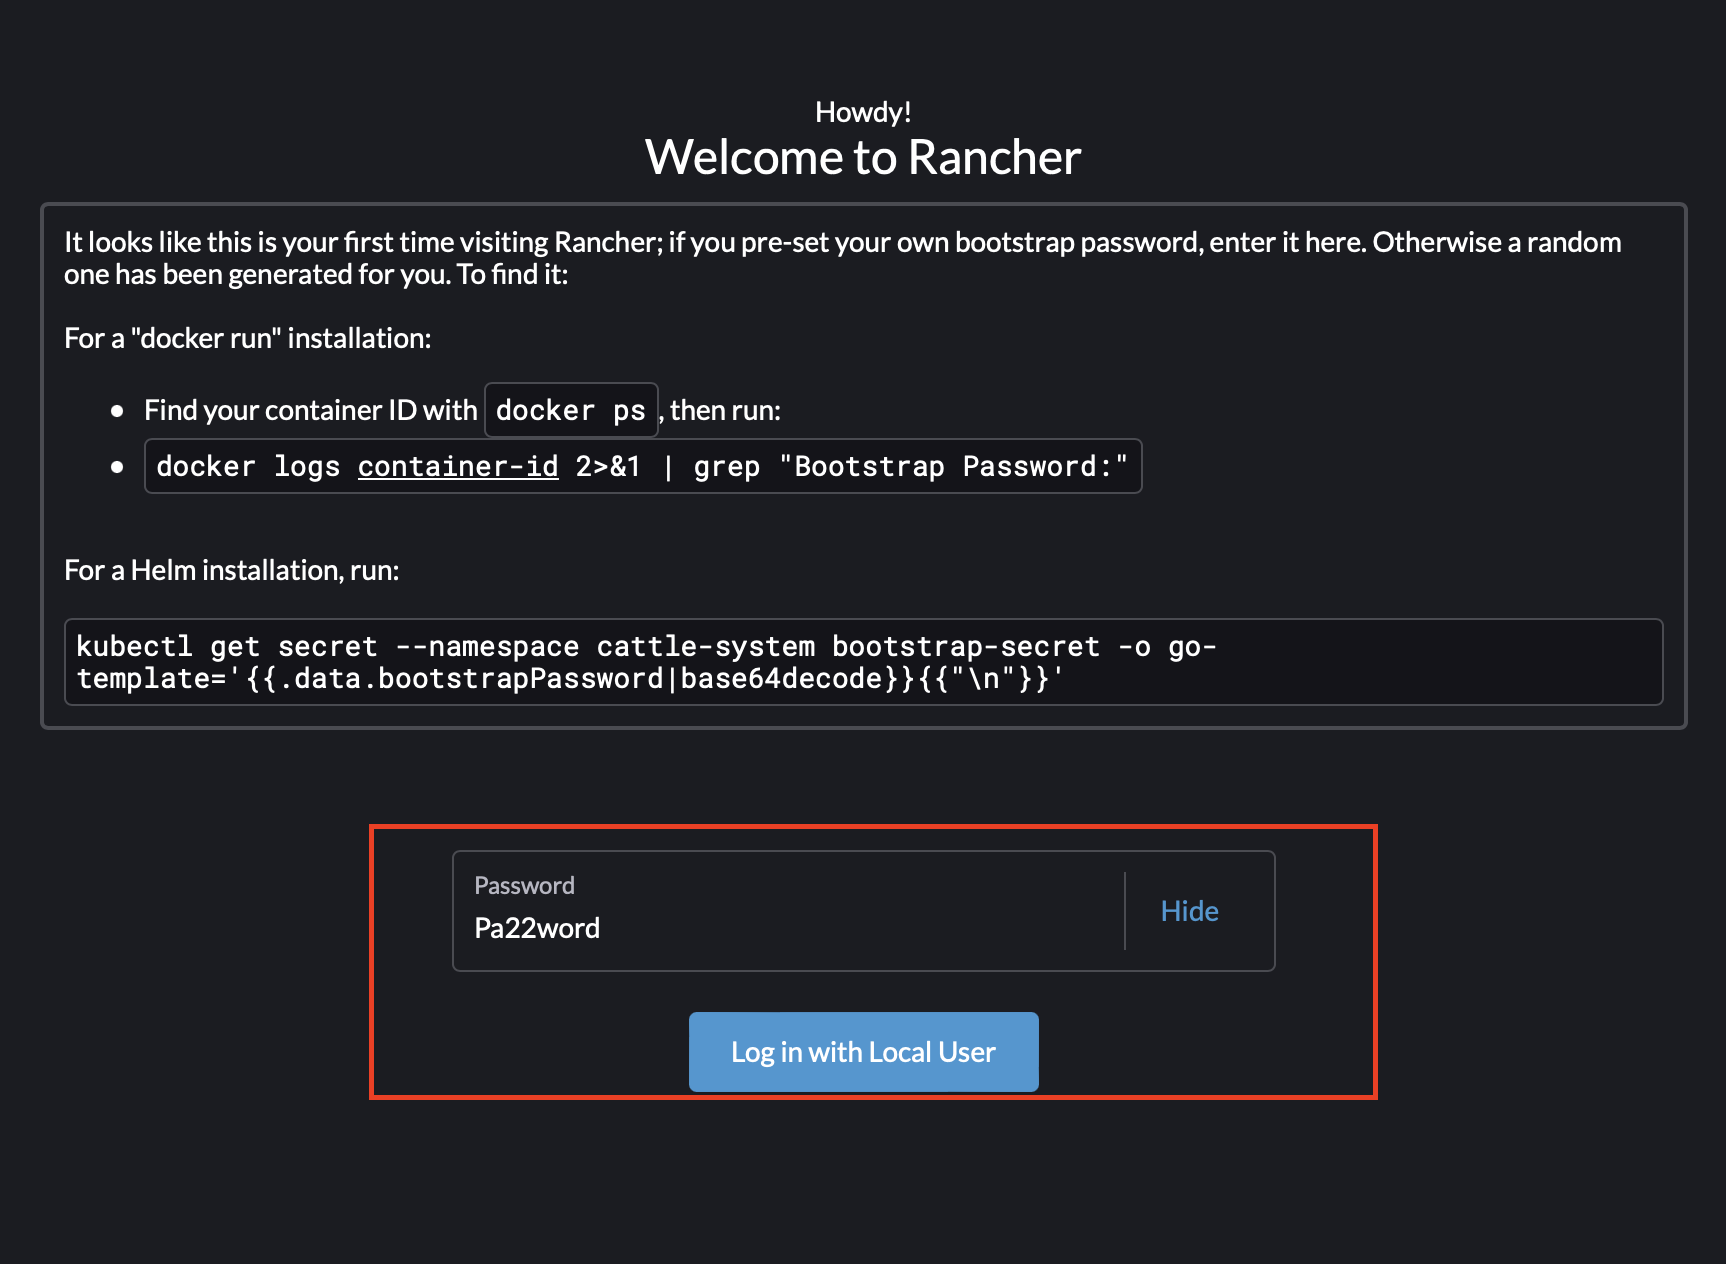 Howdy!
Welcome to Rancher
It looks like this is your first time visiting Rancher; if you pre-set your own bootstrap password, enter it here. Otherwise a random
one has been generated for you. To find it:
For a "docker run" installation:
• Find your container ID with docker ps, then run:
• docker logs container-id 2>&1 | grep "Bootstrap Password:"
For a Helm installation, run:
kubectl get secret --namespace cattle-system bootstrap-secret -o go-
template='{{.data.bootstrapPassword|base64decode}}{{"\n"}}'
Password
Pa22word
Hide
Log in with Local User